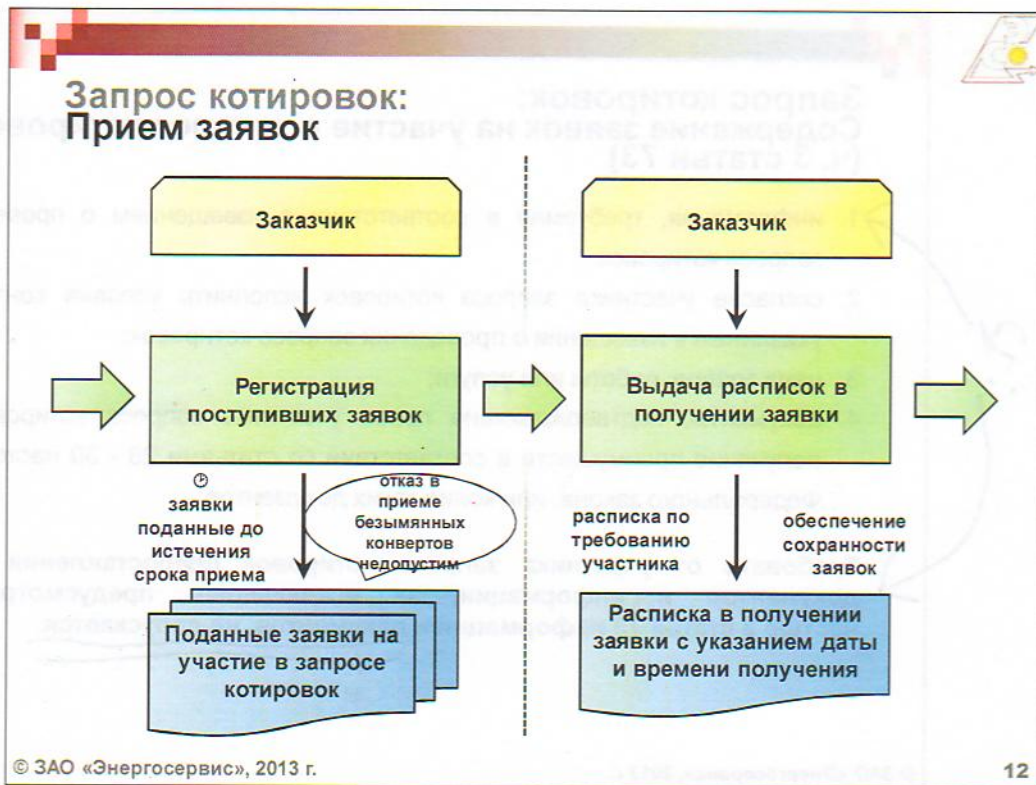 Запрос котировок:
Прием заявок
Заказчик
Регистрация
поступивших заявок
заявки
поданные до
истечения
срока приема
отказ в
приеме
безымянных
конвертов
недопустим
Поданные заявки на
участие в запросе
котировок
Заказчик
Выдача расписок в
получении заявки
расписка по
требованию
участника
обеспечение
сохранности
заявок
Расписка в получении
заявки с указанием даты
и времени получения
© ЗАО «Энергосервис», 2013 г.
12